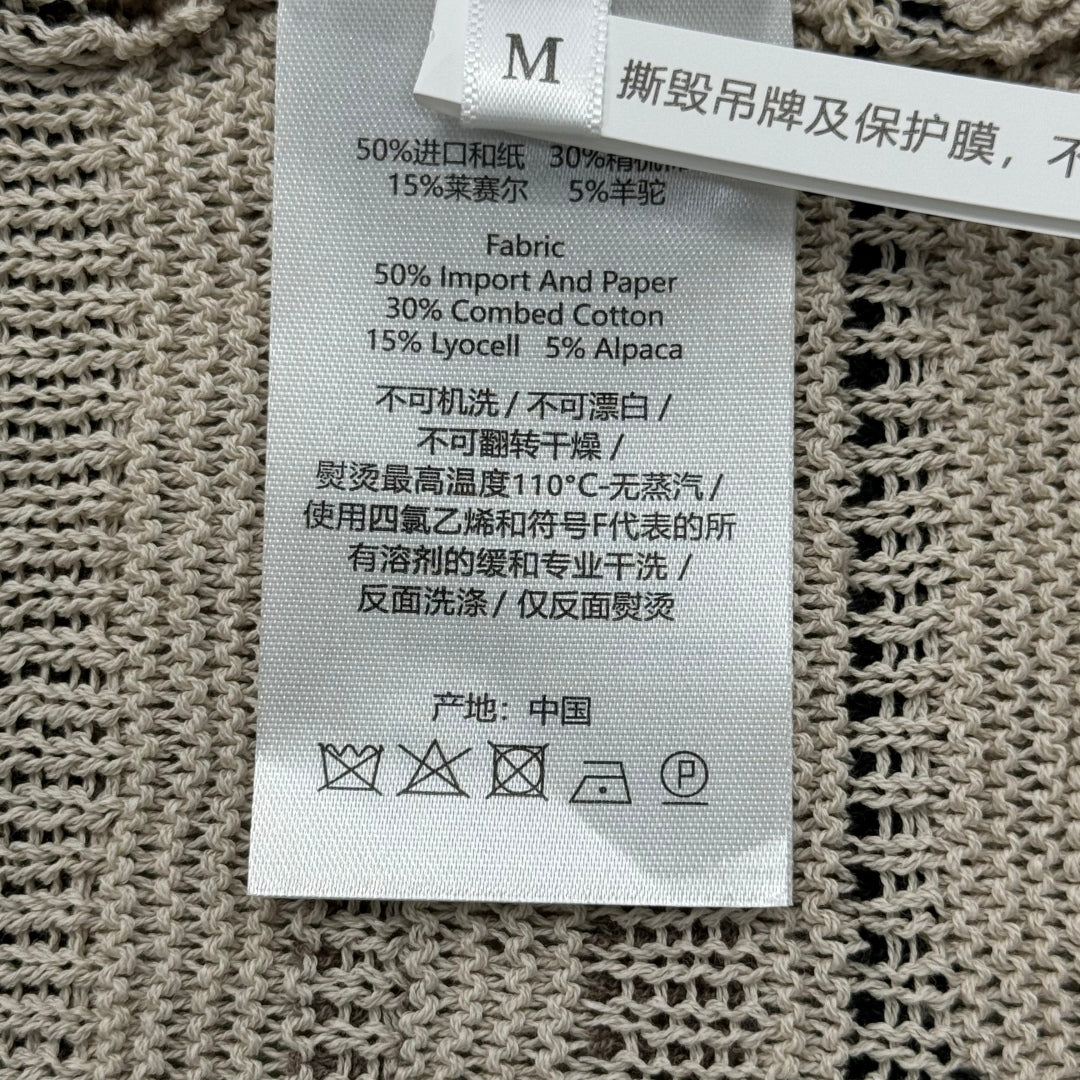 M
撕毁吊牌及保护膜，不
50%进口和纸 30%精梳
15%莱赛尔 5%羊驼
Fabric
50% Import And Paper
30% Combed Cotton
15% Lyocell 5% Alpaca
不可机洗 / 不可漂白 /
不可翻转干燥 /
熨烫最高温度110°C-无蒸汽 /
使用四氯乙烯和符号F代表的所
有溶剂的缓和专业干洗 /
反面洗涤 / 仅反面熨烫
产地：中国
P